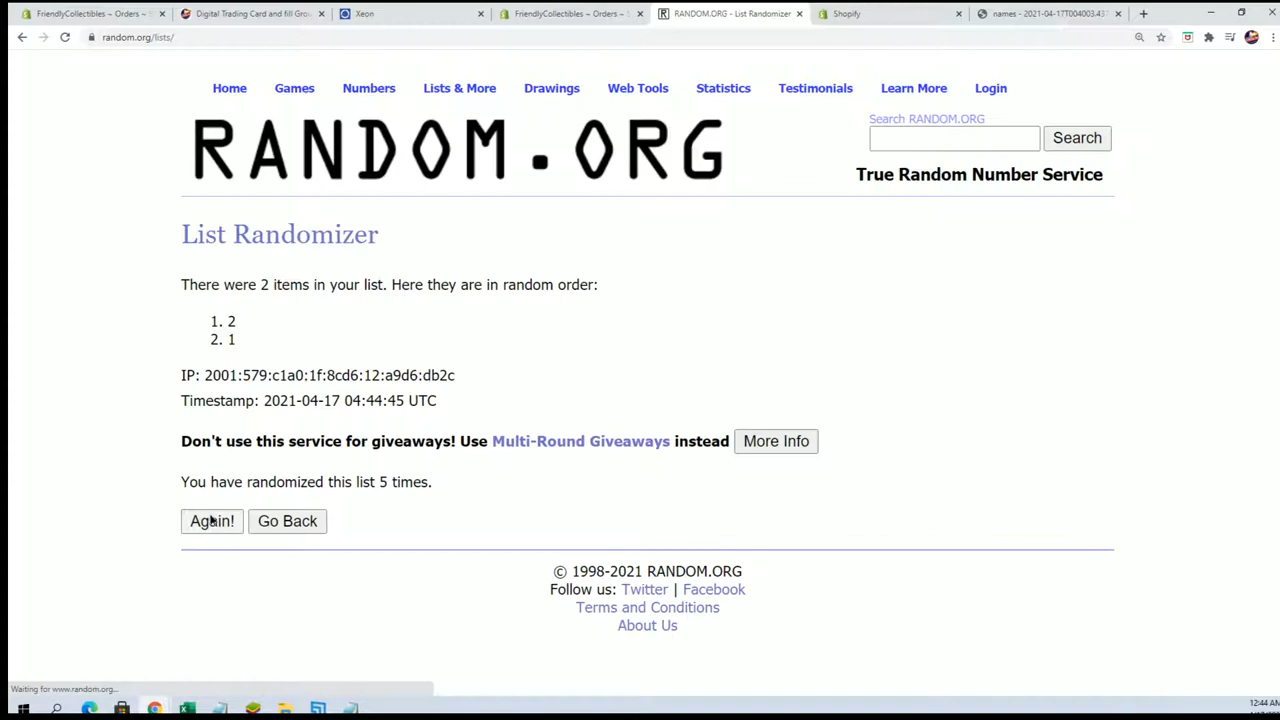 FriendlyCollectibles ~ Orders ~ S
Digital Trading Card and fill Gro
Xeon
FriendlyCollectibles ~ Orders ~ S
RANDOM.ORG - List Randomizer
Shopify
names - 2021-04-17T004003.43
random.org/lists/
Home Games Numbers Lists & More Drawings Web Tools Statistics Testimonials Learn More Login
RANDOM.ORG
Search RANDOM.ORG
Search
True Random Number Service
List Randomizer
There were 2 items in your list. Here they are in random order:
1. 2
2. 1
IP: 2001:579:c1a0:1f:8cd6:12:a9d6:db2c
Timestamp: 2021-04-17 04:44:45 UTC
Don't use this service for giveaways! Use Multi-Round Giveaways instead More Info
You have randomized this list 5 times.
Again! Go Back
© 1998-2021 RANDOM.ORG
Follow us: Twitter | Facebook
Terms and Conditions
About Us
Waiting for www.random.org...
12:44 AM